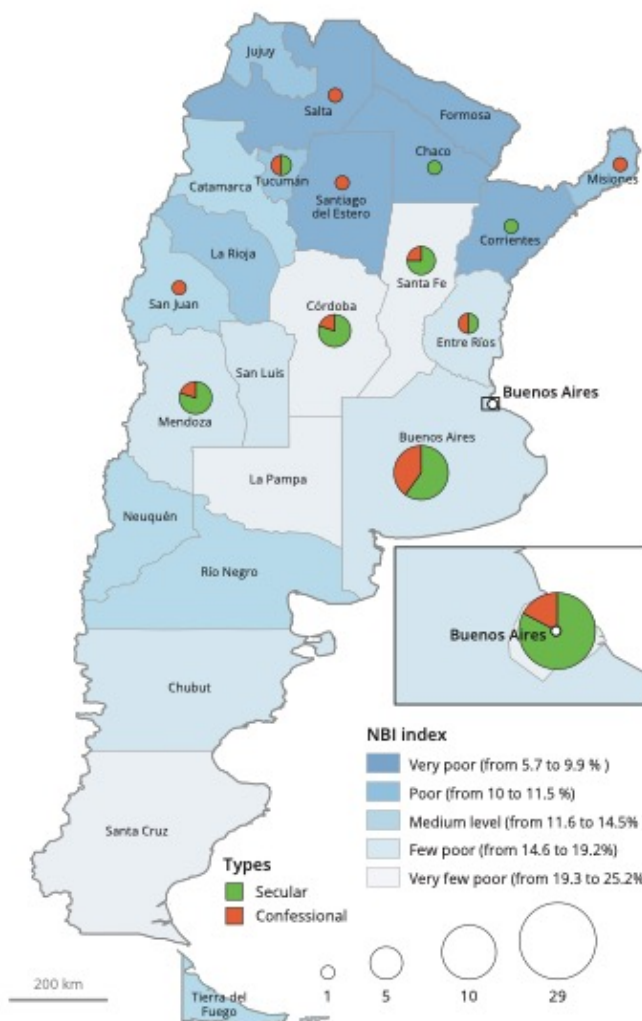 Jujuy
Salta
Formosa
Chaco
Misiones
Catamarca
Tucumán
Santiago
del Estero
Corrientes
La Rioja
Santa Fe
San Juan
Córdoba
Entre Ríos
San Luis
Buenos Aires
Mendoza
Buenos Aires
La Pampa
Neuquén
Río Negro
Buenos Aires
Chubut
NBI index
Very poor (from 5.7 to 9.9 % )
Poor (from 10 to 11.5 %)
Medium level (from 11.6 to 14.5%
Few poor (from 14.6 to 19.2%)
Very few poor (from 19.3 to 25.2%
Santa Cruz
Types
Secular
Confessional
200 km
Tierra del
Fuego
1
5
10
29